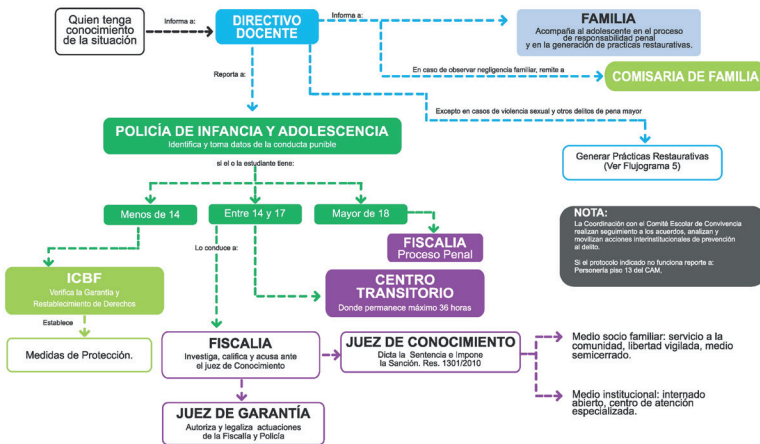 Quien tenga
conocimiento
de la situación
Informa a:
DIRECTIVO
DOCENTE
Informa a:
FAMILIA
Acompaña al adolescente en el proceso
de responsabilidad penal
y en la generación de practicas restaurativas.
En caso de observar negligencia familiar, remite a
COMISARIA DE FAMILIA
Reporta a:
Excepto en casos de violencia sexual y otros delitos de pena mayor
POLICÍA DE INFANCIA Y ADOLESCENCIA
Identifica y toma datos de la conducta punible
Generar Prácticas Restaurativas
(Ver Flujograma 5)
si el o la estudiante tiene:
Menos de 14
Entre 14 y 17
Mayor de 18
FISCALIA
Proceso Penal
NOTA:
La Coordinación con el Comité Escolar de Convivencia
realizan seguimiento a los acuerdos, analizan y
movilizan acciones interinstitucionales de prevención
al delito.
Si el protocolo indicado no funciona reporte a:
Personería piso 13 del CAM,
Lo conduce a:
ICBF
Verifica la Garantía y
Restablecimiento de Derechos
CENTRO
TRANSITORIO
Donde permanece máximo 36 horas
Establece
Medidas de Protección.
FISCALIA
Investiga, califica y acusa ante
el juez de Conocimiento
JUEZ DE CONOCIMIENTO
Dicta la Sentencia e Impone
la Sanción. Res. 1301/2010
Medio socio familiar: servicio a la
comunidad, libertad vigilada, medio
semicerrado.
Medio institucional: internado
abierto, centro de atención
especializada.
JUEZ DE GARANTÍA
Autoriza y legaliza actuaciones
de la Fiscalía y Policía